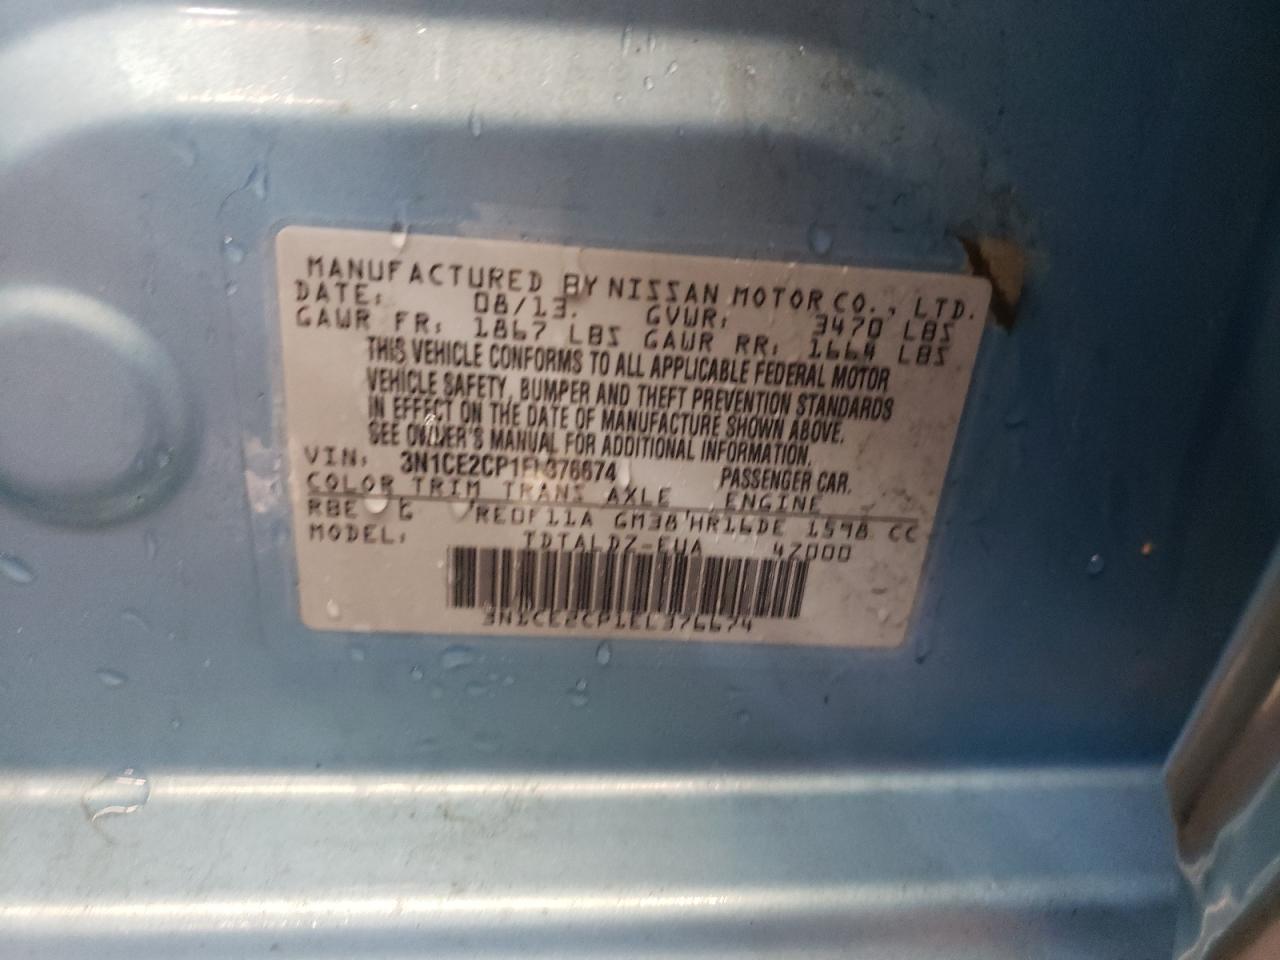 MANUFACTURED BY NISSAN MOTOR CO., LTD.
DATE: 08/13. GVWR: 3470 LBS
GAWR FR: 1867 LBS GAWR RR: 1664 LBS
THIS VEHICLE CONFORMS TO ALL APPLICABLE FEDERAL MOTOR
VEHICLE SAFETY, BUMPER AND THEFT PREVENTION STANDARDS
IN EFFECT ON THE DATE OF MANUFACTURE SHOWN ABOVE.
SEE OWNER'S MANUAL FOR ADDITIONAL INFORMATION.
VIN: 3N1CE2CP1EL376674 PASSENGER CAR.
COLOR TRIM TRANS AXLE ENGINE
RBE G RE0F11A GM38 HR16DE 1598 CC
MODEL: TDTALDZ-EUA 4Z000
3N1CE2CP1EL376674